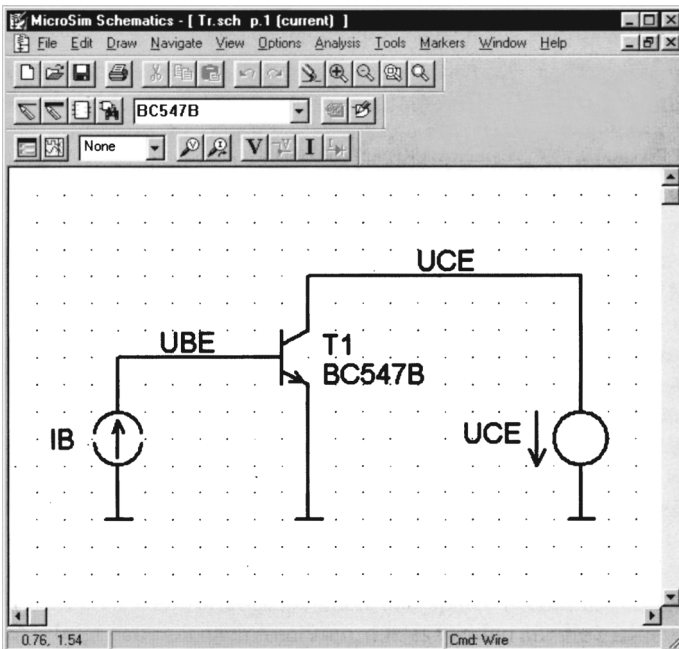 MicroSim Schematics - [ Tr.sch p.1 (current) ]
File Edit Draw Navigate View Options Analysis Tools Markers Window Help
BC547B
None V V I I
UCE
UBE
T1
BC547B
IB
UCE
0.76, 1.54 Cmd: Wire